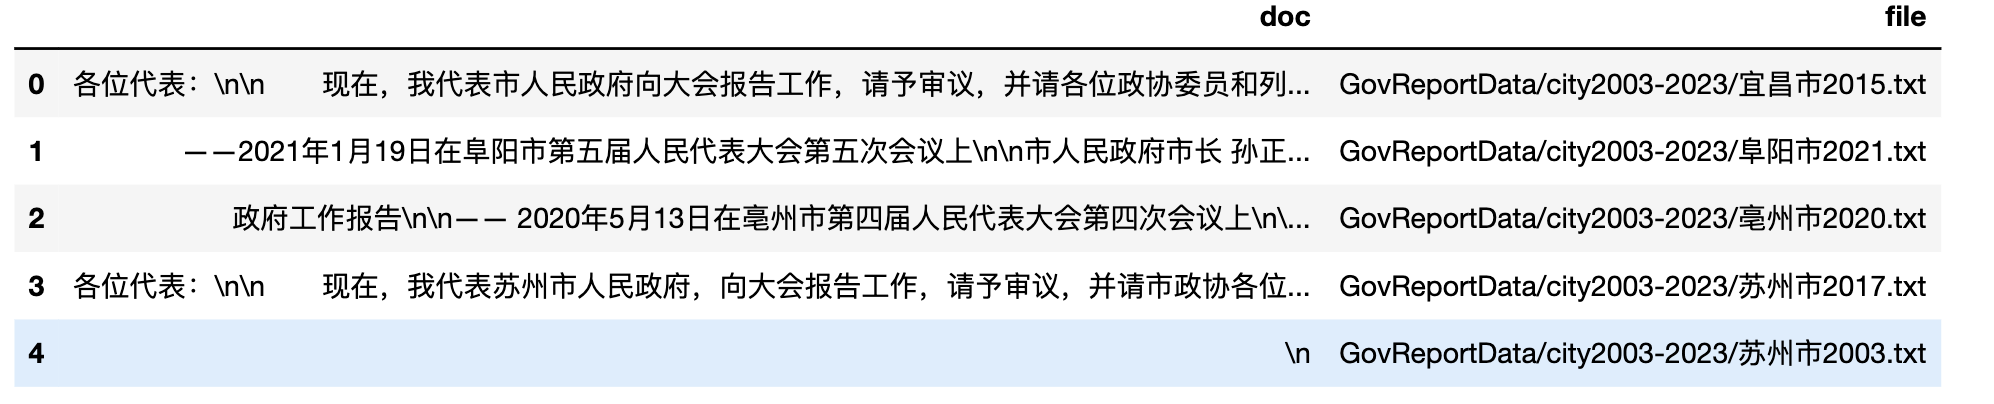 doc file
0 各位代表：\n\n　　现在，我代表市人民政府向大会报告工作，请予审议，并请各位政协委员和列... GovReportData/city2003-2023/宜昌市2015.txt
1 ——2021年1月19日在阜阳市第五届人民代表大会第五次会议上\n\n市人民政府市长 孙正... GovReportData/city2003-2023/阜阳市2021.txt
2 政府工作报告\n\n—— 2020年5月13日在亳州市第四届人民代表大会第四次会议上\n\... GovReportData/city2003-2023/亳州市2020.txt
3 各位代表：\n\n　　现在，我代表苏州市人民政府，向大会报告工作，请予审议，并请市政协各位... GovReportData/city2003-2023/苏州市2017.txt
4 \n GovReportData/city2003-2023/苏州市2003.txt